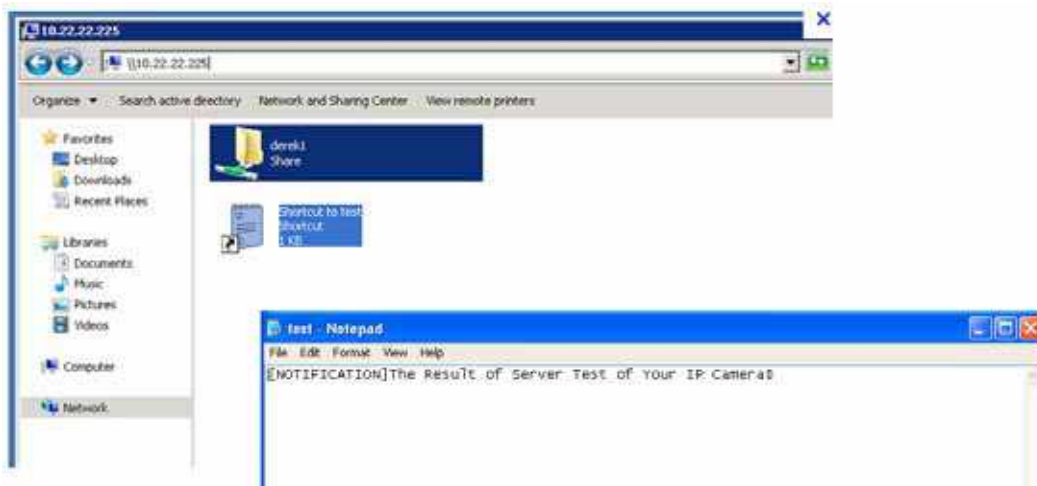 10.22.22.225
\\10.22.22.225
Organize Search active directory Network and Sharing Center View remote printers
Favorites
Desktop
Downloads
Recent Places
Libraries
Documents
Music
Pictures
Videos
Computer
Network
derek1
Share
Shortcut to test
Shortcut
1 KB
test - Notepad
File Edit Format View Help
[NOTIFICATION]The Result of Server Test of Your IP Camera